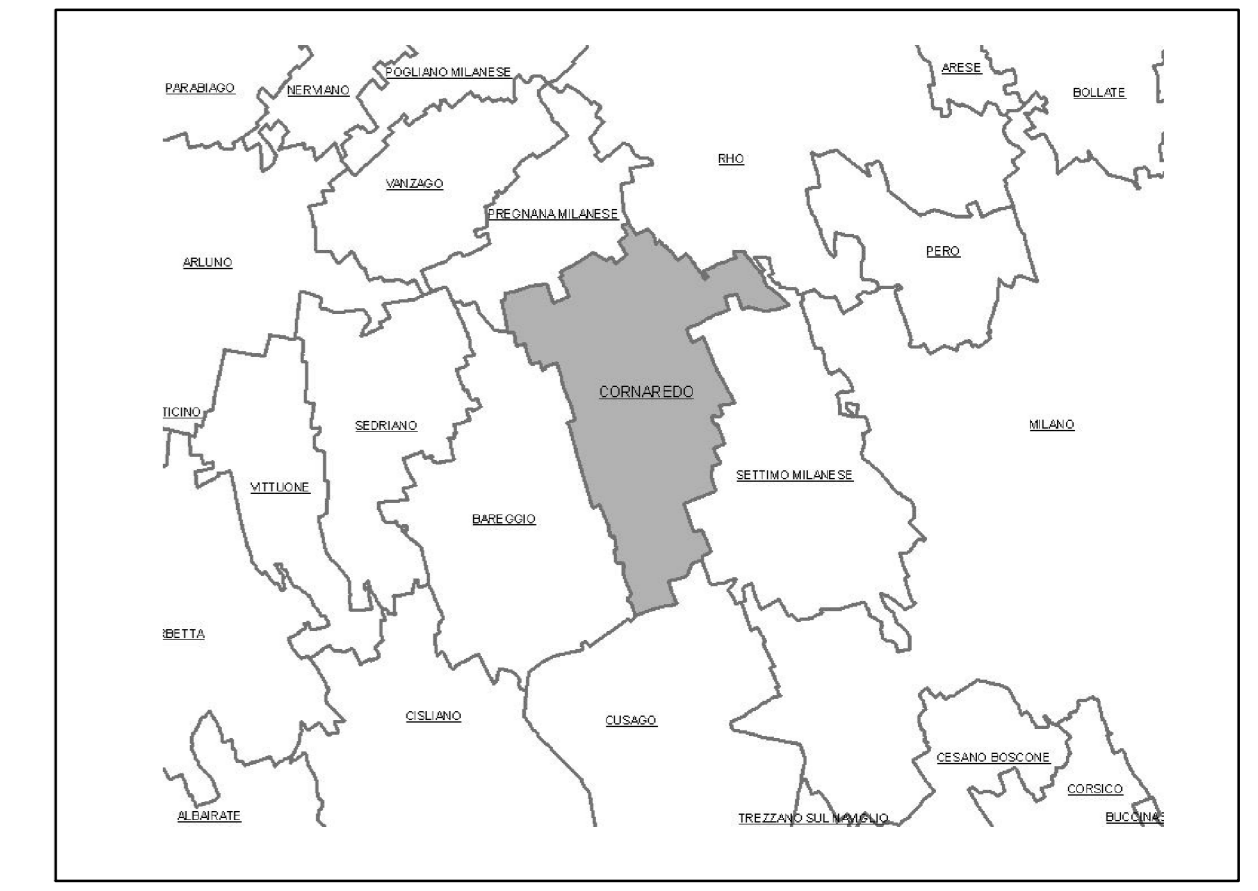 POGLIANO MILANESE
ARESE
PARABIAGO
NERVIANO
BOLLATE
RHO
VANZAGO
PREGNANA MILANESE
PERO
ARLUNO
CORNAREDO
TICINO
SEDRIANO
MILANO
SETTIMO MILANESE
VITTUONE
BAREGGIO
BETTA
CISLIANO
CUSAGO
CESANO BOSCONE
CORSICO
ALBAIRATE
TREZZANO SUL NAVIGLIO
BUCCINAS